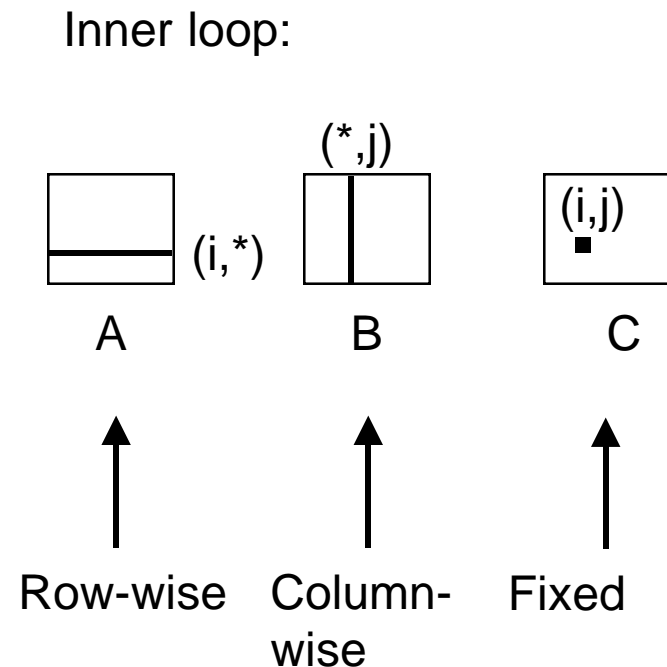 Inner loop:
(*,j)
(i,j)
(i,*)
A B C
Row-wise Column-wise Fixed